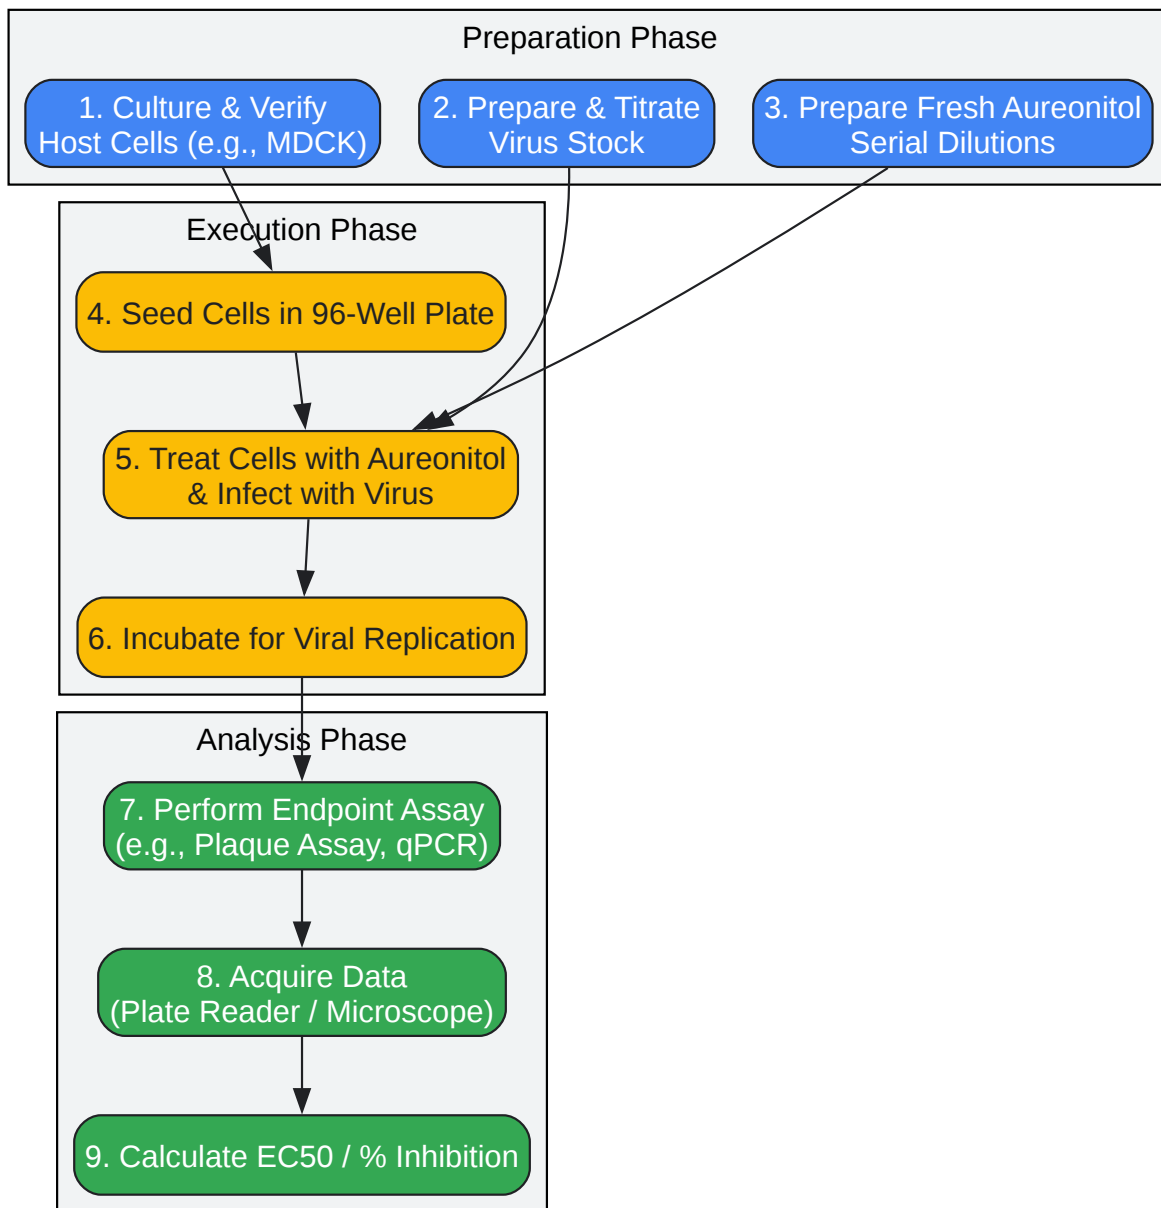 Preparation Phase
1. Culture & Verify
Host Cells (e.g., MDCK)
2. Prepare & Titrate
Virus Stock
3. Prepare Fresh Aureonitol
Serial Dilutions
Execution Phase
4. Seed Cells in 96-Well Plate
5. Treat Cells with Aureonitol
& Infect with Virus
6. Incubate for Viral Replication
Analysis Phase
7. Perform Endpoint Assay
(e.g., Plaque Assay, qPCR)
8. Acquire Data
(Plate Reader / Microscope)
9. Calculate EC50 / % Inhibition